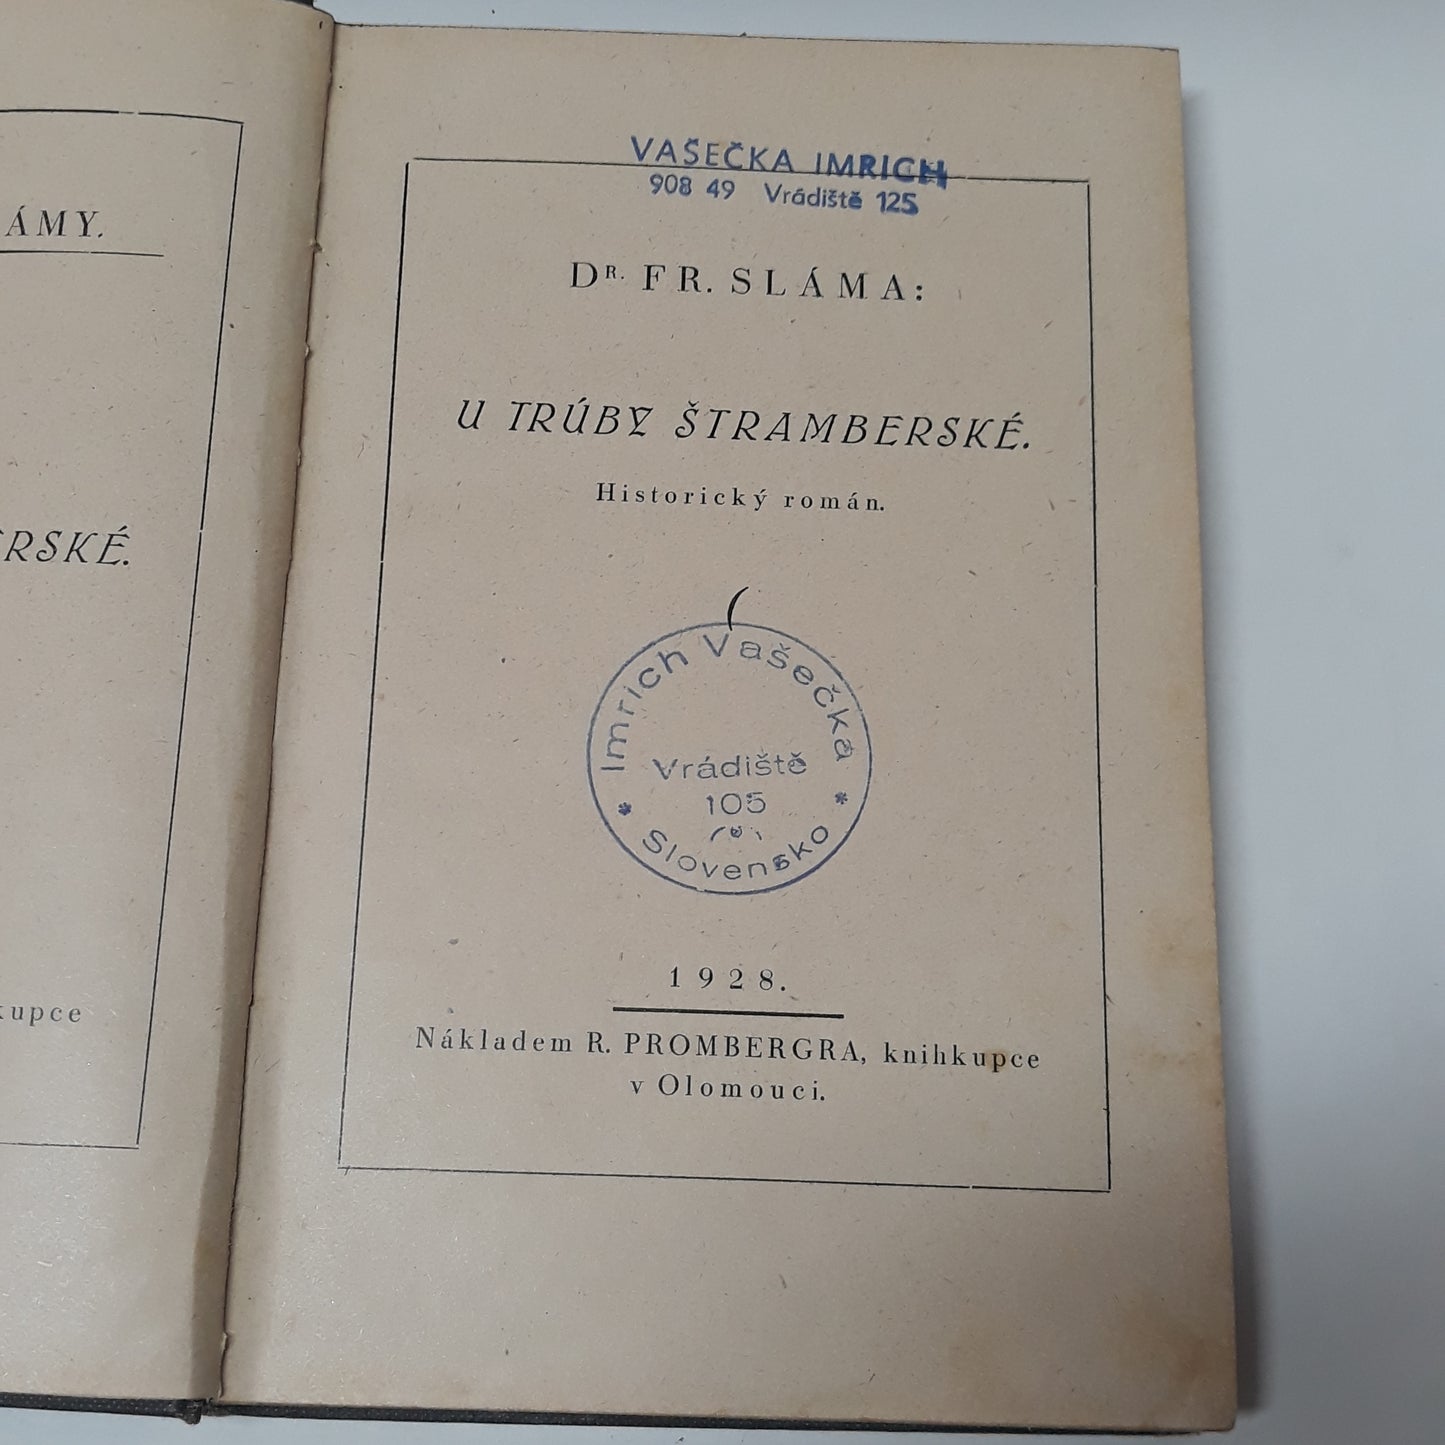 ÁMY.
ERSKÉ.
kupce
VAŠEČKA IMRICH
908 49 Vrádiště 125
DR. FR. SLÁMA:
U TRÚBY ŠTRAMBERSKÉ.
Historický román.
Imrich Vašečka
Vrádiště
105
Slovensko
1928.
Nákladem R. PROMBERGRA, knihkupce
v Olomouci.